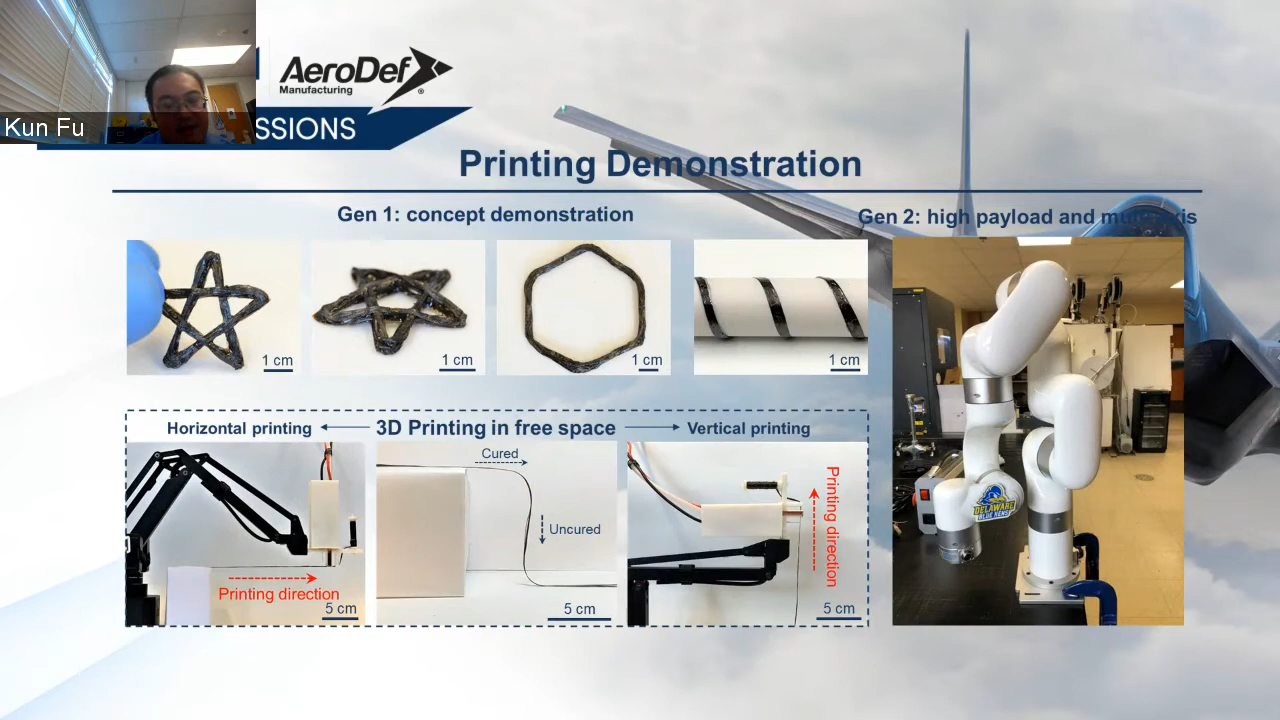 Kun Fu
AeroDef
Manufacturing
®
SSIONS
Printing Demonstration
Gen 1: concept demonstration
Gen 2: high payload and multi axis
1 cm
1 cm
1 cm
1 cm
Horizontal printing
3D Printing in free space
Vertical printing
Printing direction
5 cm
Cured
Uncured
5 cm
Printing direction
5 cm
DELAWARE
BLUE HENS